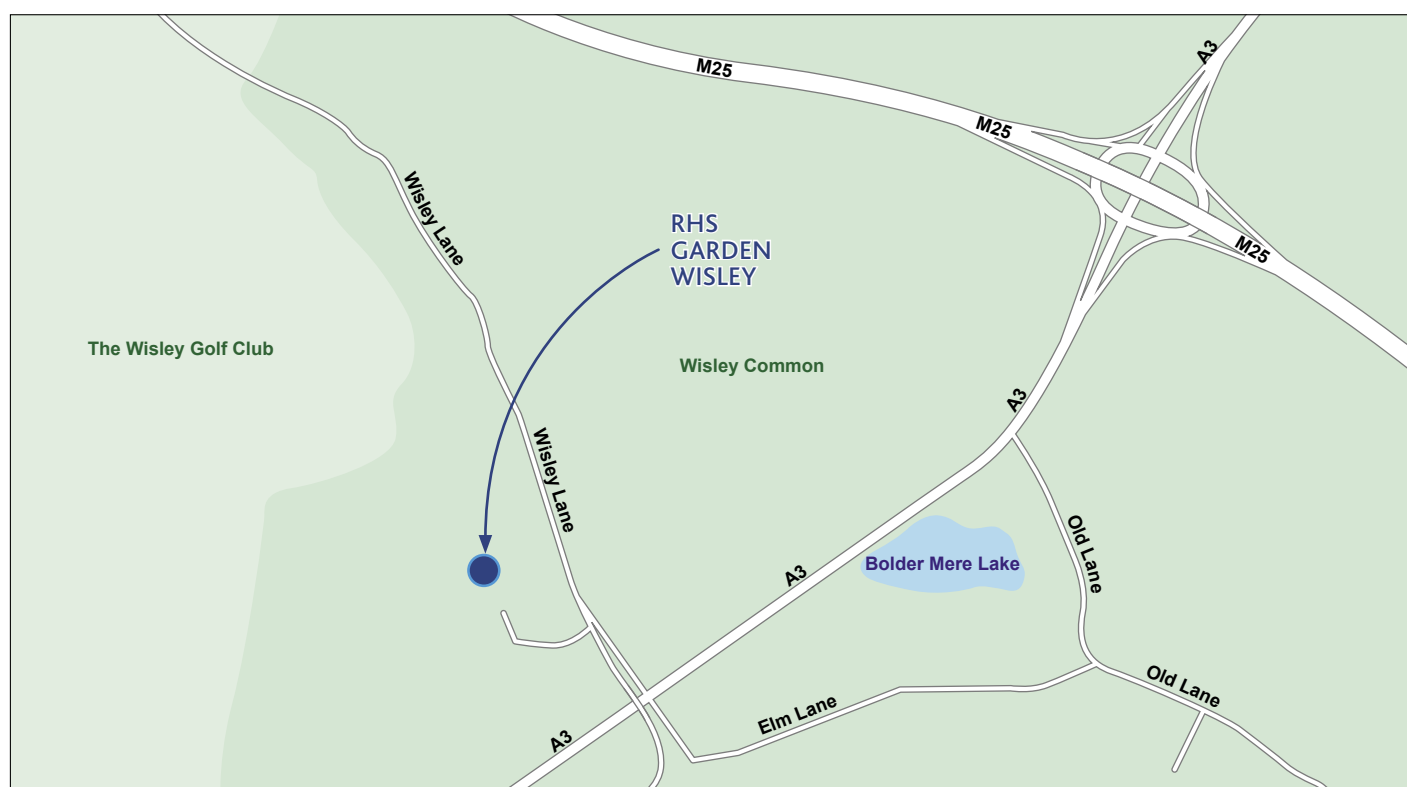 A3
M25
M25
M25
Wisley Lane
RHS
GARDEN
WISLEY
The Wisley Golf Club
Wisley Common
A3
Wisley Lane
Old Lane
Bolder Mere Lake
A3
Old Lane
Elm Lane
A3